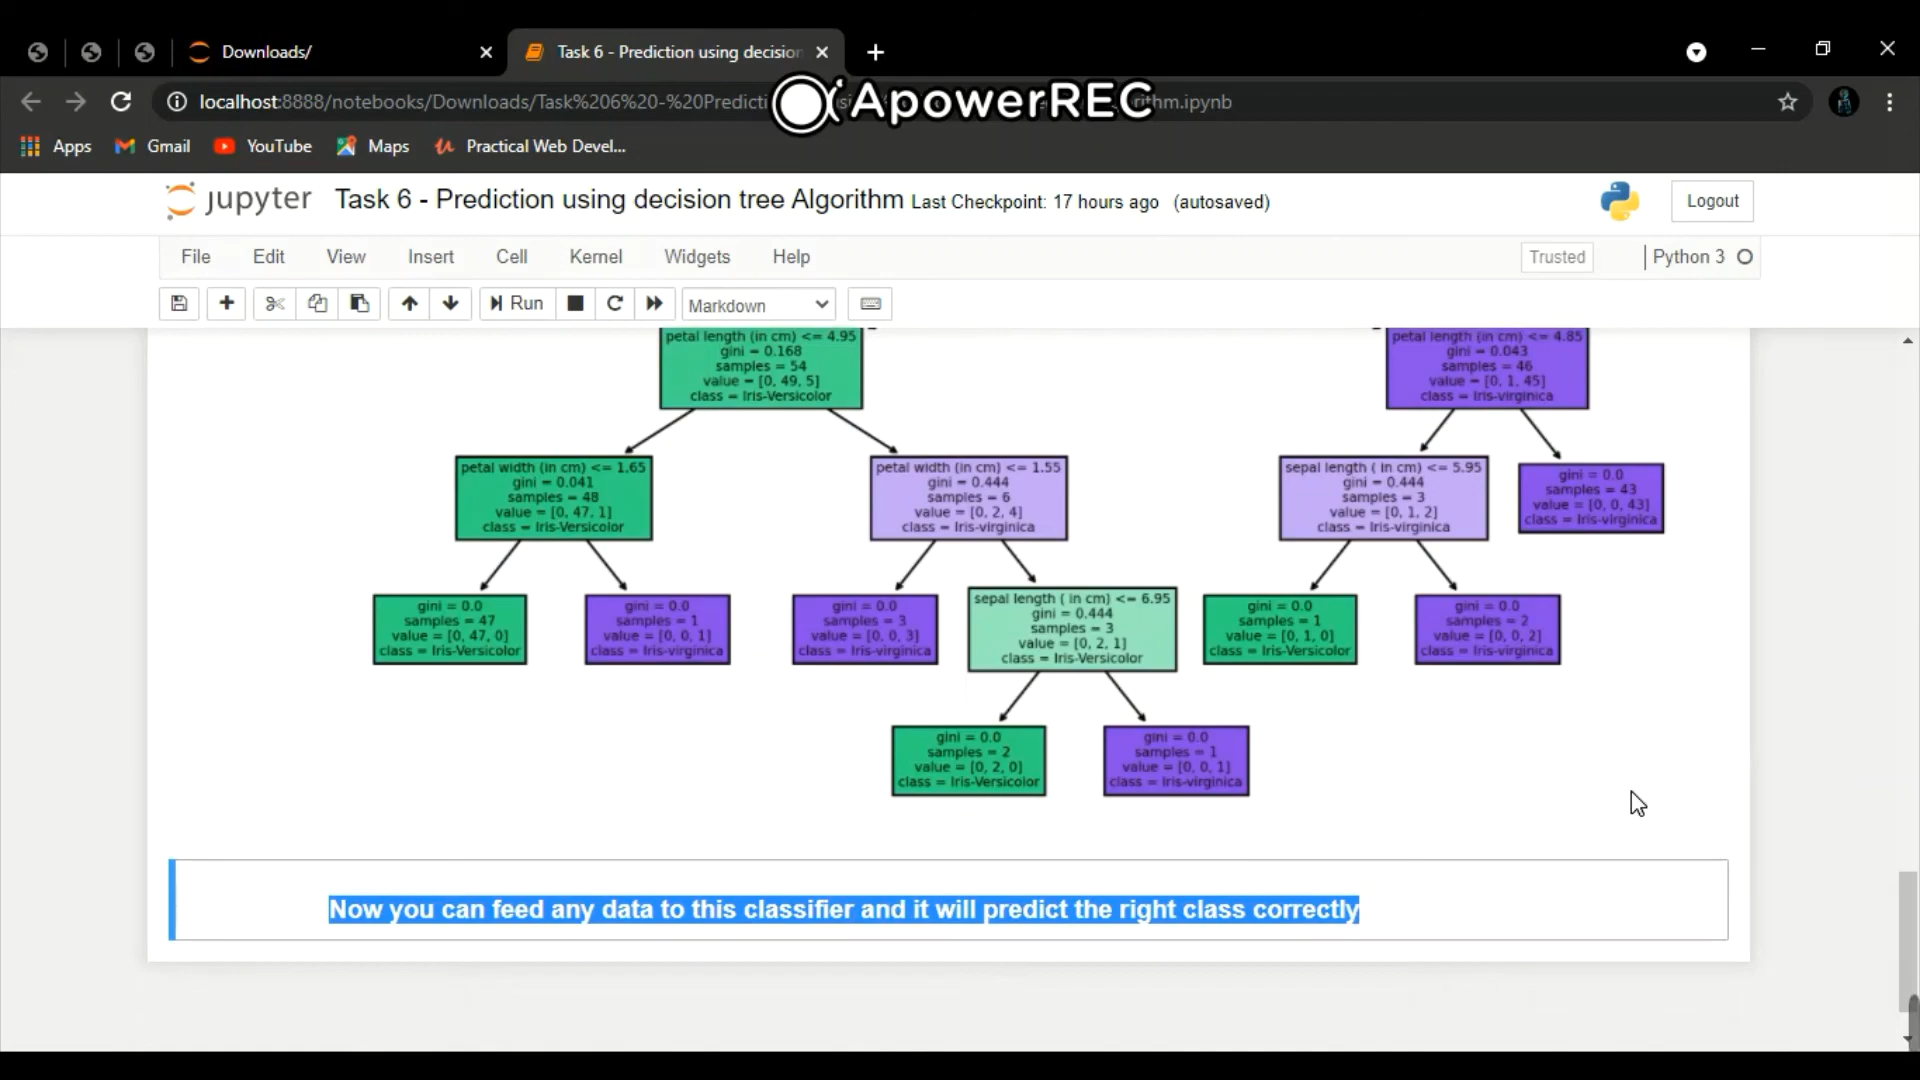 Downloads/
Task 6 - Prediction using decision
localhost:8888/notebooks/Downloads/Task%206%20-%20Predicti
rithm.ipynb
ApowerREC
Apps
Gmail
YouTube
Maps
Practical Web Devel...
jupyter
Task 6 - Prediction using decision tree Algorithm Last Checkpoint: 17 hours ago (autosaved)
Logout
File Edit View Insert Cell Kernel Widgets Help
Trusted
Python 3
Run
Markdown
petal length (in cm) <= 4.95
gini = 0.168
samples = 54
value = [0, 49, 5]
class = Iris-Versicolor
petal length (in cm) <= 4.85
gini = 0.043
samples = 46
value = [0, 1, 45]
class = Iris-virginica
petal width (in cm) <= 1.65
gini = 0.041
samples = 48
value = [0, 47, 1]
class = Iris-Versicolor
petal width (in cm) <= 1.55
gini = 0.444
samples = 6
value = [0, 2, 4]
class = Iris-virginica
sepal length ( in cm) <= 5.95
gini = 0.444
samples = 3
value = [0, 1, 2]
class = Iris-virginica
gini = 0.0
samples = 43
value = [0, 0, 43]
class = Iris-virginica
gini = 0.0
samples = 47
value = [0, 47, 0]
class = Iris-Versicolor
gini = 0.0
samples = 1
value = [0, 0, 1]
class = Iris-virginica
gini = 0.0
samples = 3
value = [0, 0, 3]
class = Iris-virginica
sepal length ( in cm) <= 6.95
gini = 0.444
samples = 3
value = [0, 2, 1]
class = Iris-Versicolor
gini = 0.0
samples = 1
value = [0, 1, 0]
class = Iris-Versicolor
gini = 0.0
samples = 2
value = [0, 0, 2]
class = Iris-virginica
gini = 0.0
samples = 2
value = [0, 2, 0]
class = Iris-Versicolor
gini = 0.0
samples = 1
value = [0, 0, 1]
class = Iris-virginica
Now you can feed any data to this classifier and it will predict the right class correctly